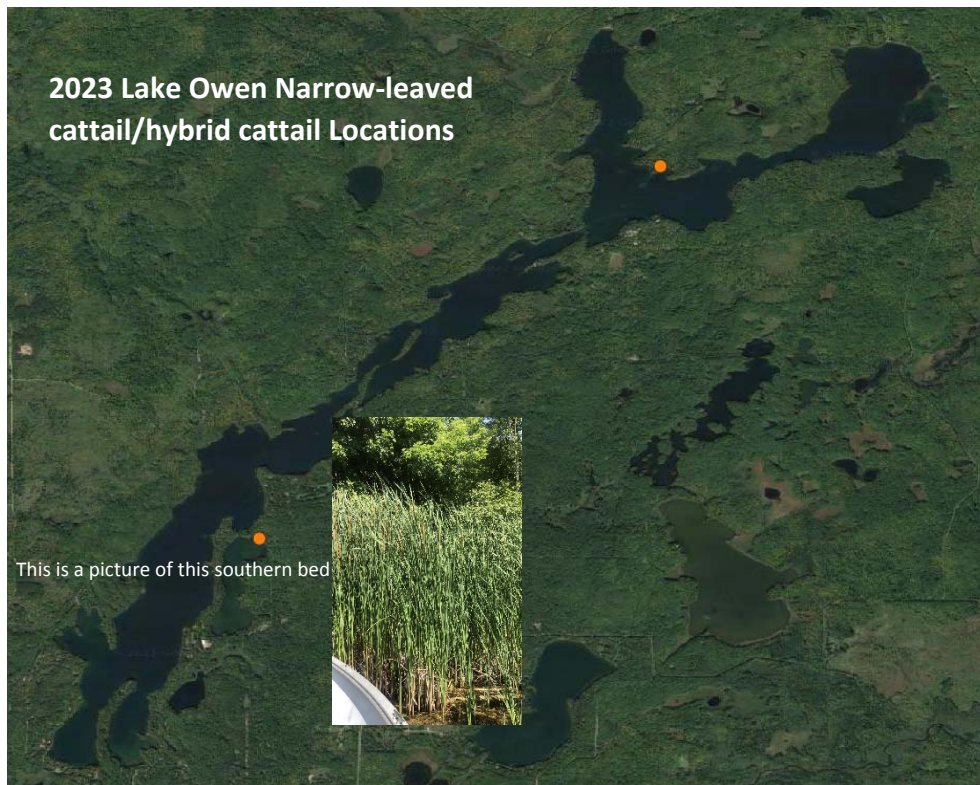 2023 Lake Owen Narrow-leaved
cattail/hybrid cattail Locations
This is a picture of this southern bed